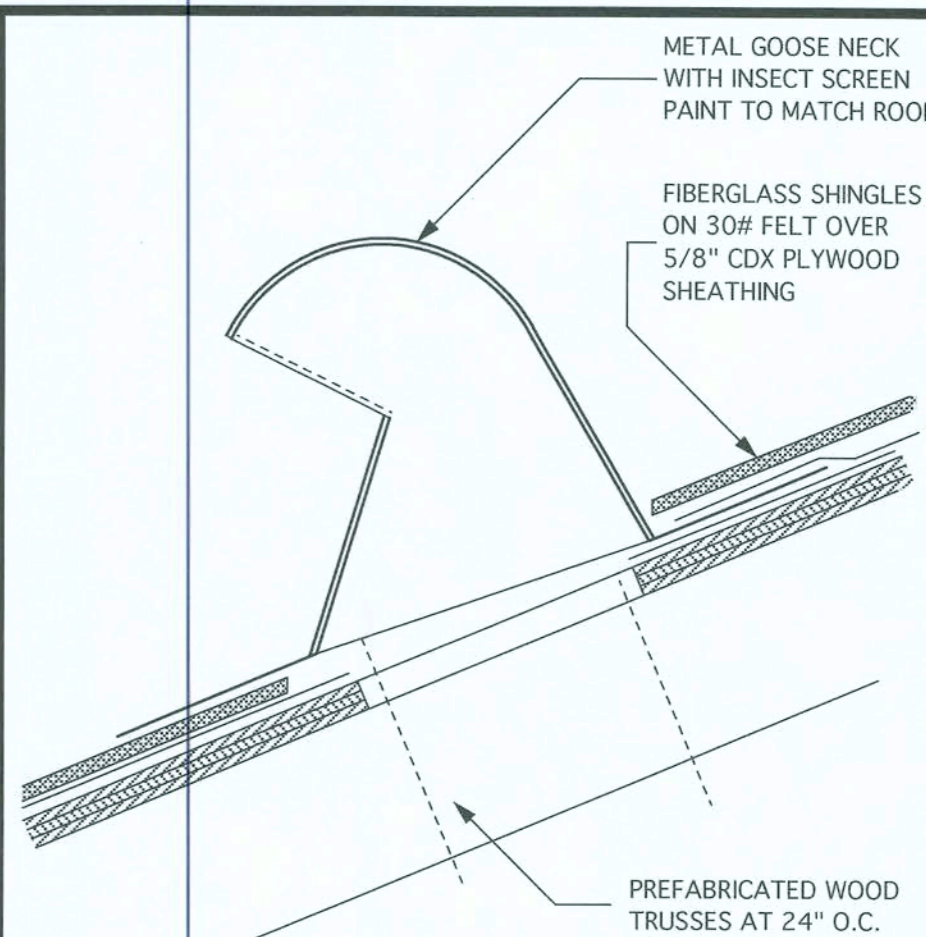 METAL GOOSE NECK
WITH INSECT SCREEN
PAINT TO MATCH ROOF
FIBERGLASS SHINGLES
ON 30# FELT OVER
5/8" CDX PLYWOOD
SHEATHING
PREFABRICATED WOOD
TRUSSES AT 24" O.C.